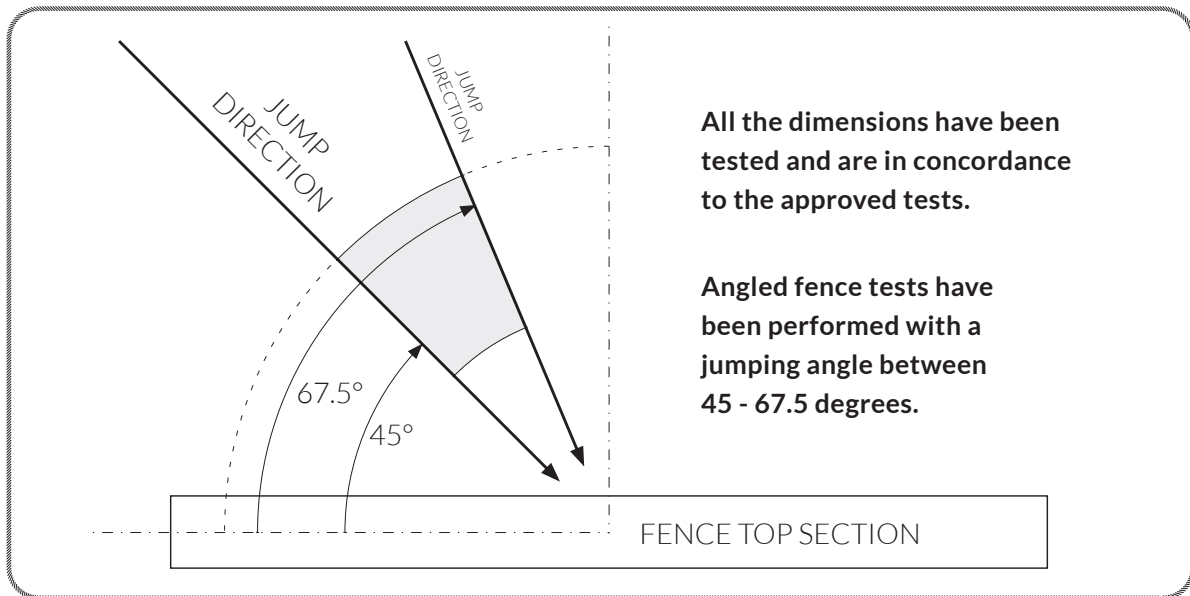 JUMP
DIRECTION
JUMP
DIRECTION
All the dimensions have been
tested and are in concordance
to the approved tests.
Angled fence tests have
been performed with a
jumping angle between
45 - 67.5 degrees.
67.5°
45°
FENCE TOP SECTION